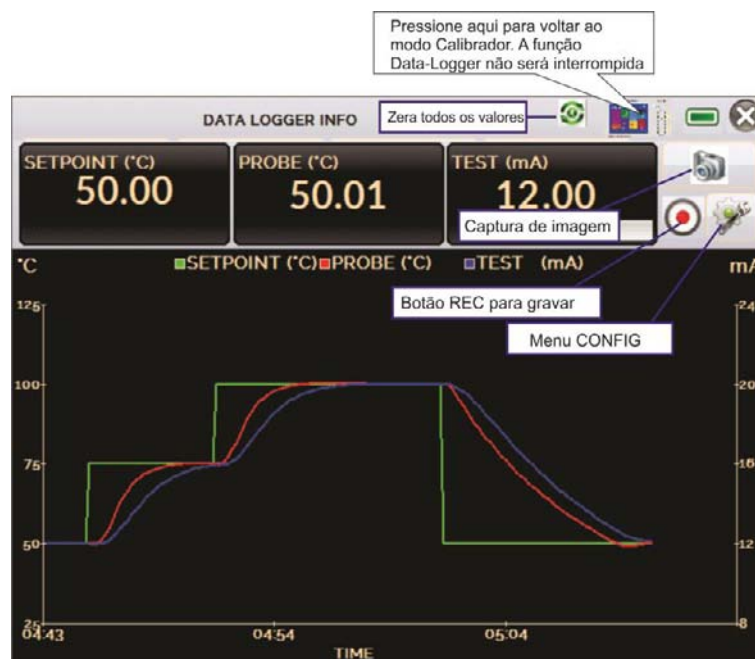 Pressione aqui para voltar ao
modo Calibrador. A função
Data-Logger não será interrompida
DATA LOGGER INFO
Zera todos os valores
SETPOINT (°C)
50.00
PROBE (°C)
50.01
TEST (mA)
12.00
Captura de imagem
°C
SETPOINT (°C)
PROBE (°C)
TEST (mA)
mA
Botão REC para gravar
Menu CONFIG
125
100
75
50
25
24
20
16
12
8
04:43
04:54
05:04
TIME